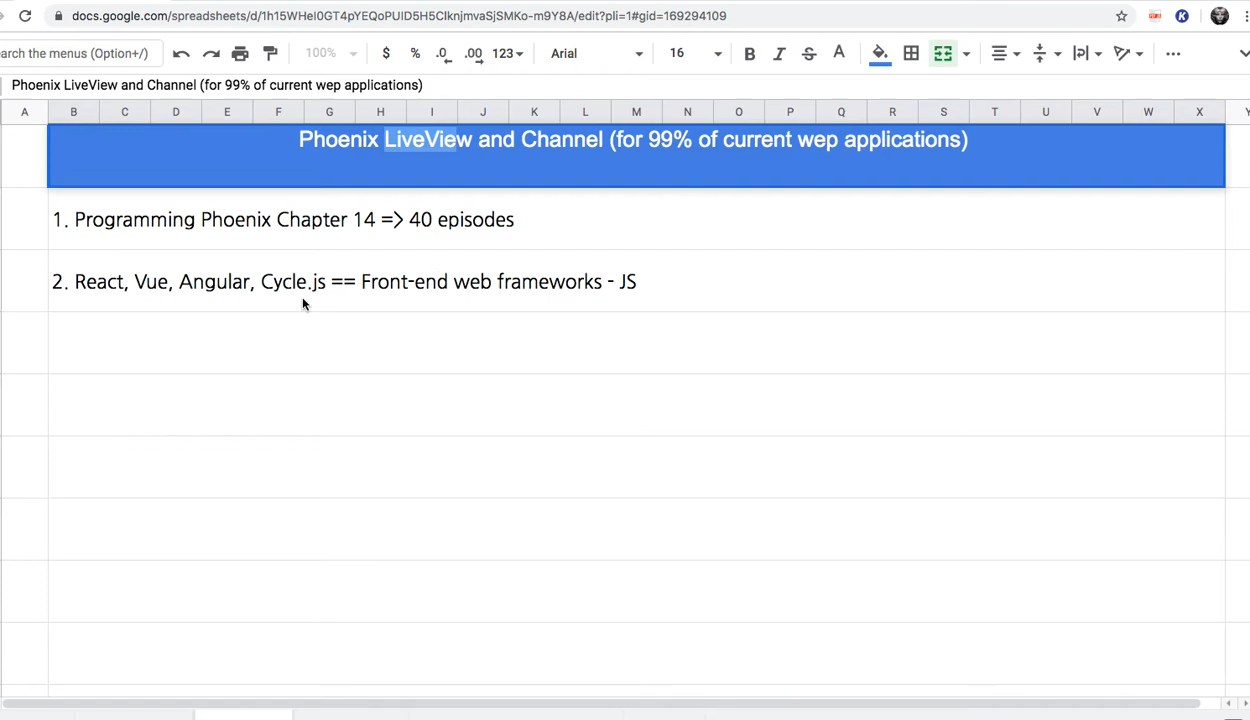 docs.google.com/spreadsheets/d/1h15WHeI0GT4pYEQoPUID5H5CIknjmvaSjSMKo-m9Y8A/edit?pli=1#gid=169294109
earch the menus (Option+/)
100%
$ % .0 .00 123
Arial
16
B I S A
Phoenix LiveView and Channel (for 99% of current wep applications)
A B C D E F G H I J K L M N O P Q R S T U V W X Y
Phoenix LiveView and Channel (for 99% of current wep applications)
1. Programming Phoenix Chapter 14 => 40 episodes
2. React, Vue, Angular, Cycle.js == Front-end web frameworks - JS